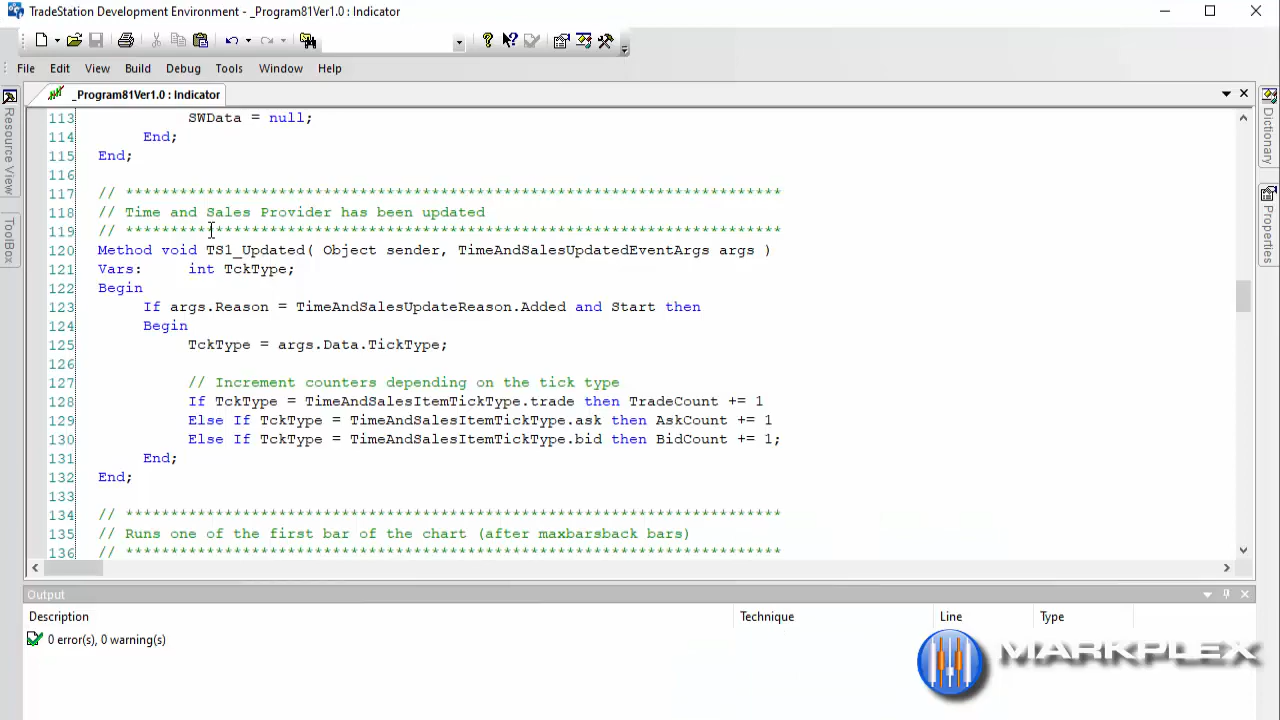 TradeStation Development Environment - _Program81Ver1.0 : Indicator
File Edit View Build Debug Tools Window Help
_Program81Ver1.0 : Indicator
Resource View
ToolBox
Dictionary
Properties
113 SWData = null;
114 End;
115 End;
116
117 // *************************************************************************
118 // Time and Sales Provider has been updated
119 // *************************************************************************
120 Method void TS1_Updated( Object sender, TimeAndSalesUpdatedEventArgs args )
121 Vars: int TckType;
122 Begin
123 If args.Reason = TimeAndSalesUpdateReason.Added and Start then
124 Begin
125 TckType = args.Data.TickType;
126
127 // Increment counters depending on the tick type
128 If TckType = TimeAndSalesItemTickType.trade then TradeCount += 1
129 Else If TckType = TimeAndSalesItemTickType.ask then AskCount += 1
130 Else If TckType = TimeAndSalesItemTickType.bid then BidCount += 1;
131 End;
132 End;
133
134 // *************************************************************************
135 // Runs one of the first bar of the chart (after maxbarsback bars)
136 // *************************************************************************
Output
Description Technique Line Type
0 error(s), 0 warning(s)
MARKPLEX